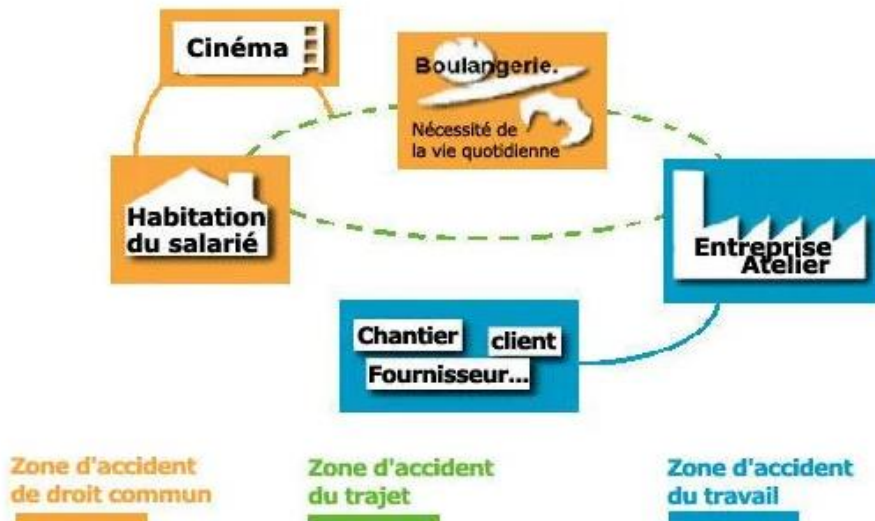 Cinéma
Boulangerie.
Nécessité de
la vie quotidienne
Habitation
du salarié
Entreprise
Atelier
Chantier
client
Fournisseur...
Zone d'accident
de droit commun
Zone d'accident
du trajet
Zone d'accident
du travail